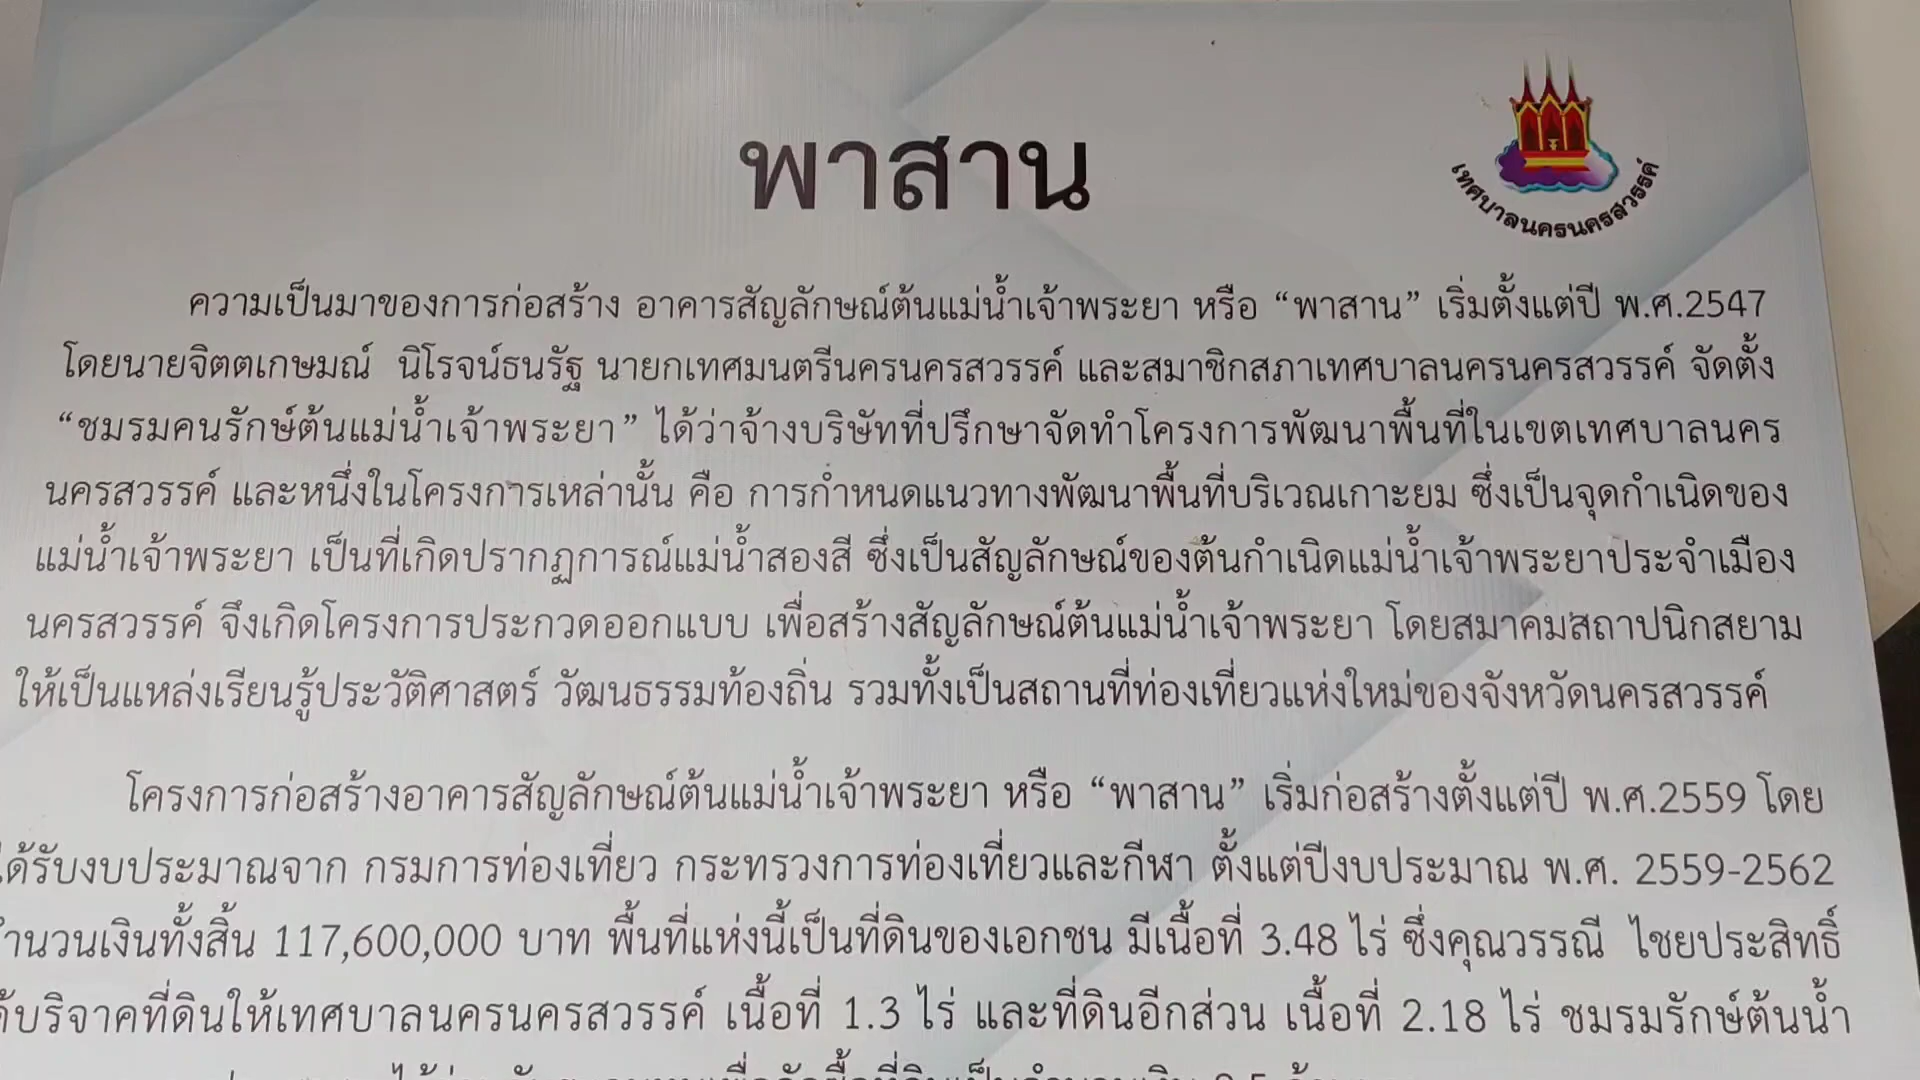 พาสาน
เทศบาลนครนครสวรรค์
ความเป็นมาของการก่อสร้าง อาคารสัญลักษณ์ต้นแม่น้ำเจ้าพระยา หรือ “พาสาน” เริ่มตั้งแต่ปี พ.ศ.2547
โดยนายจิตตเกษมณ์ นิโรจน์ธนรัฐ นายกเทศมนตรีนครนครสวรรค์ และสมาชิกสภาเทศบาลนครนครสวรรค์ จัดตั้ง
“ชมรมคนรักษ์ต้นแม่น้ำเจ้าพระยา” ได้ว่าจ้างบริษัทที่ปรึกษาจัดทำโครงการพัฒนาพื้นที่ในเขตเทศบาลนคร
นครสวรรค์ และหนึ่งในโครงการเหล่านั้น คือ การกำหนดแนวทางพัฒนาพื้นที่บริเวณเกาะยม ซึ่งเป็นจุดกำเนิดของ
แม่น้ำเจ้าพระยา เป็นที่เกิดปรากฏการณ์แม่น้ำสองสี ซึ่งเป็นสัญลักษณ์ของต้นกำเนิดแม่น้ำเจ้าพระยาประจำเมือง
นครสวรรค์ จึงเกิดโครงการประกวดออกแบบ เพื่อสร้างสัญลักษณ์ต้นแม่น้ำเจ้าพระยา โดยสมาคมสถาปนิกสยาม
ให้เป็นแหล่งเรียนรู้ประวัติศาสตร์ วัฒนธรรมท้องถิ่น รวมทั้งเป็นสถานที่ท่องเที่ยวแห่งใหม่ของจังหวัดนครสวรรค์
โครงการก่อสร้างอาคารสัญลักษณ์ต้นแม่น้ำเจ้าพระยา หรือ “พาสาน” เริ่มก่อสร้างตั้งแต่ปี พ.ศ.2559 โดย
ได้รับงบประมาณจาก กรมการท่องเที่ยว กระทรวงการท่องเที่ยวและกีฬา ตั้งแต่ปีงบประมาณ พ.ศ. 2559-2562
จำนวนเงินทั้งสิ้น 117,600,000 บาท พื้นที่แห่งนี้เป็นที่ดินของเอกชน มีเนื้อที่ 3.48 ไร่ ซึ่งคุณวรรณี ไชยประสิทธิ์
ได้บริจาคที่ดินให้เทศบาลนครนครสวรรค์ เนื้อที่ 1.3 ไร่ และที่ดินอีกส่วน เนื้อที่ 2.18 ไร่ ชมรมรักษ์ต้นน้ำ